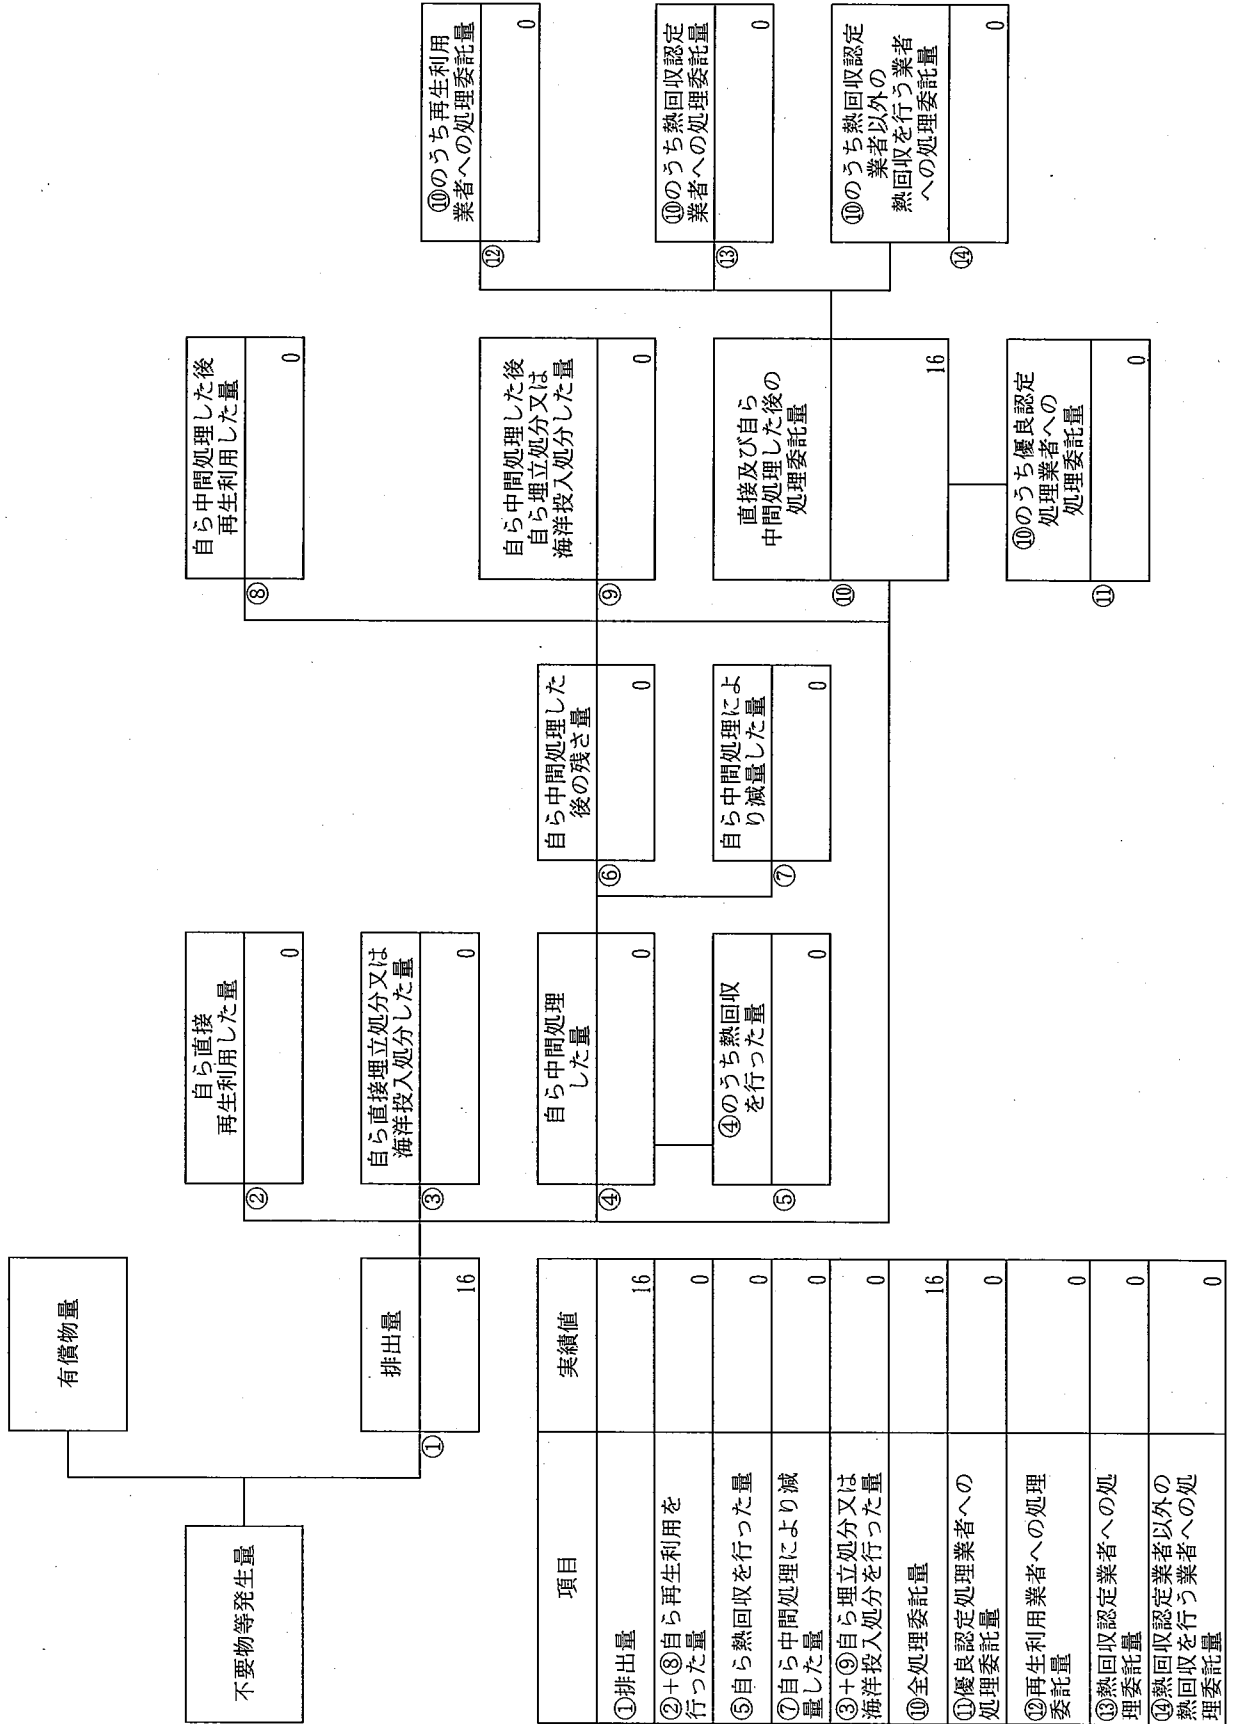 不要物等発生量
有償物量
排出量
①
16
自ら直接
再生利用した量
②
0
自ら直接埋立処分又は
海洋投入処分した量
③
0
自ら中間処理
した量
④
0
④のうち熱回収
を行った量
⑤
0
自ら中間処理した
後の残さ量
⑥
0
自ら中間処理によ
り減量した量
⑦
0
自ら中間処理した後
再生利用した量
⑧
0
自ら中間処理した後
自ら埋立処分又は
海洋投入処分した量
⑨
0
直接及び自ら
中間処理した後の
処理委託量
⑩
16
⑩のうち優良認定
処理業者への
処理委託量
⑪
0
⑩のうち再生利用
業者への処理委託量
⑫
0
⑩のうち熱回収認定
業者への処理委託量
⑬
0
⑩のうち熱回収認定
業者以外の
熱回収を行う業者
への処理委託量
⑭
0
項目 実績値
①排出量 16
②+⑧自ら再生利用を
行った量 0
⑤自ら熱回収を行った量 0
⑦自ら中間処理により減
量した量 0
③+⑨自ら埋立処分又は
海洋投入処分を行った量 0
⑩全処理委託量 16
⑪優良認定処理業者への
処理委託量 0
⑫再生利用業者への処理
委託量 0
⑬熱回収認定業者への処
理委託量 0
⑭熱回収認定業者以外の
熱回収を行う業者への処
理委託量 0